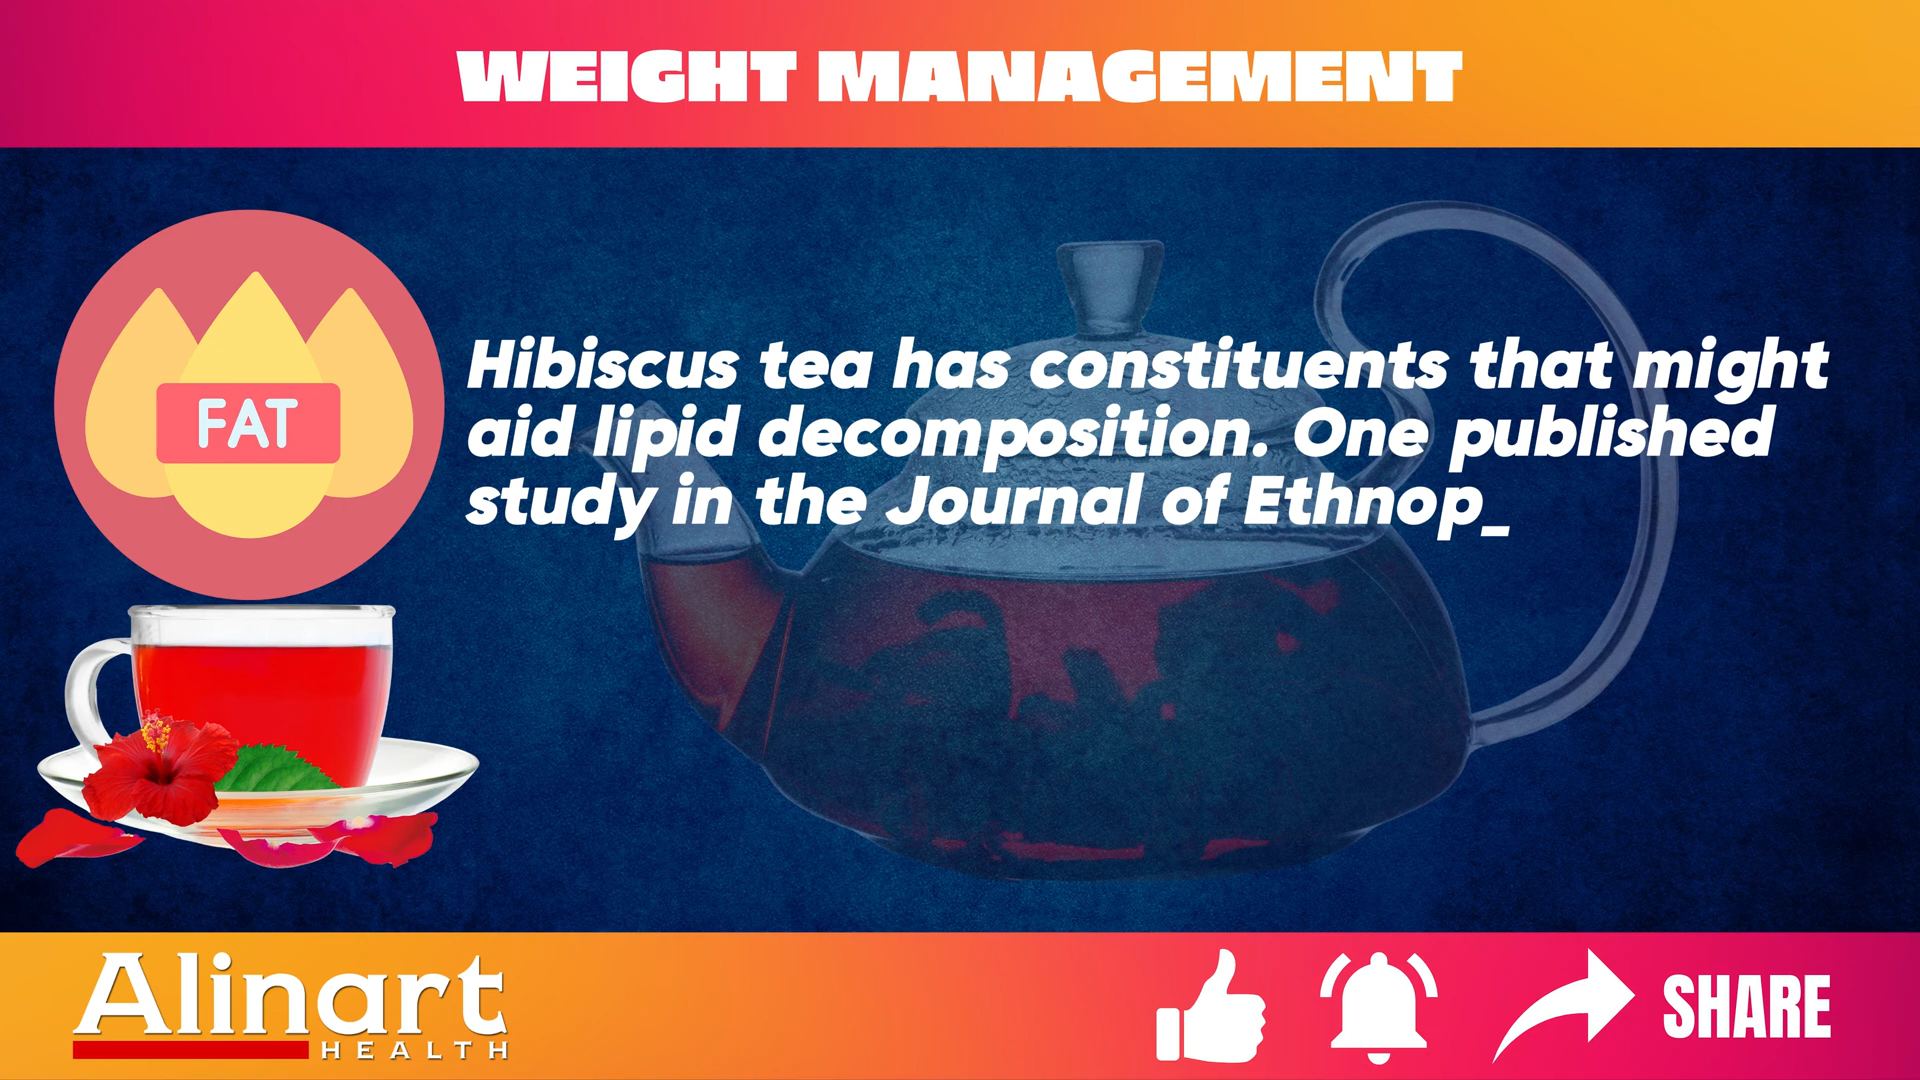 WEIGHT MANAGEMENT
FAT
Hibiscus tea has constituents that might
aid lipid decomposition. One published
study in the Journal of Ethnop_
Alinart
HEALTH
SHARE